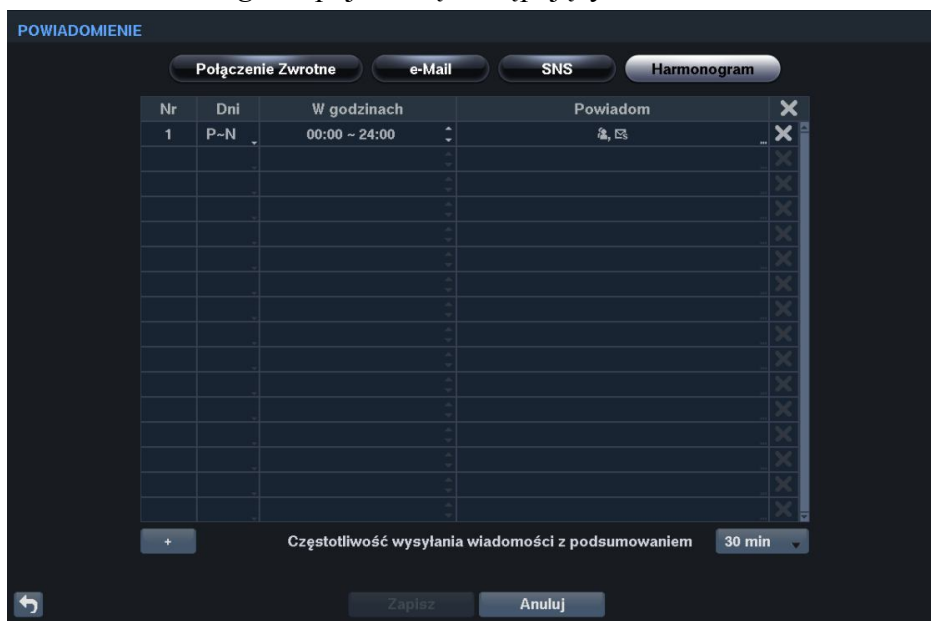 POWIADOMIENIE
Połączenie Zwrotne e-Mail SNS Harmonogram
Nr Dni W godzinach Powiadom
1 P~N 00:00 ~ 24:00
+ Częstotliwość wysyłania wiadomości z podsumowaniem 30 min
Zapisz Anuluj